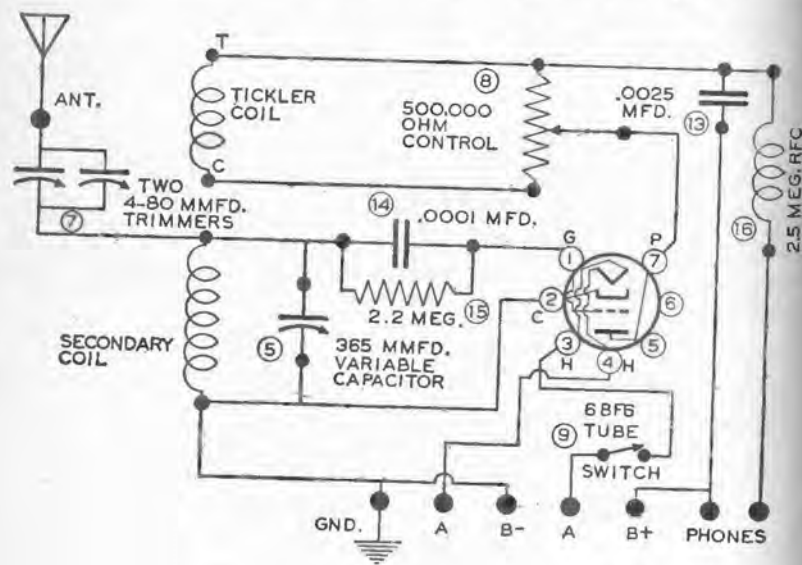 ANT.
T
TICKLER
COIL
C
8
500,000
OHM
CONTROL
.0025
MFD.
13
2.5 MEG. RFC
16
TWO
4-80 MMFD.
TRIMMERS
7
14
.0001 MFD.
2.2 MEG.
15
G
P
1
7
2
C
6
3
H
4
H
5
SECONDARY
COIL
5
365 MMFD.
VARIABLE
CAPACITOR
6BF6
TUBE
9
SWITCH
GND.
A
B-
A
B+
PHONES